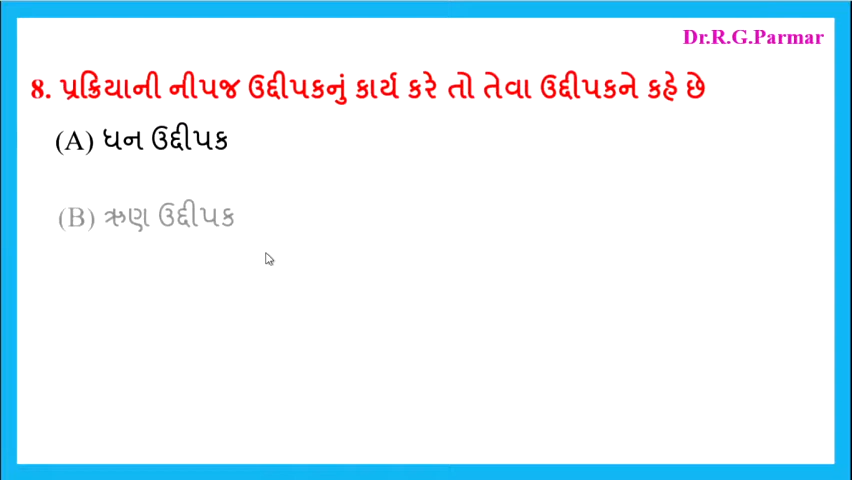 Dr.R.G.Parmar
8. પ્રક્રિયાની નીપજ ઉદ્દીપકનું કાર્ય કરે તો તેવા ઉદ્દીપકને કહે છે
(A) ધન ઉદ્દીપક
(B) ઋણ ઉદ્દીપક